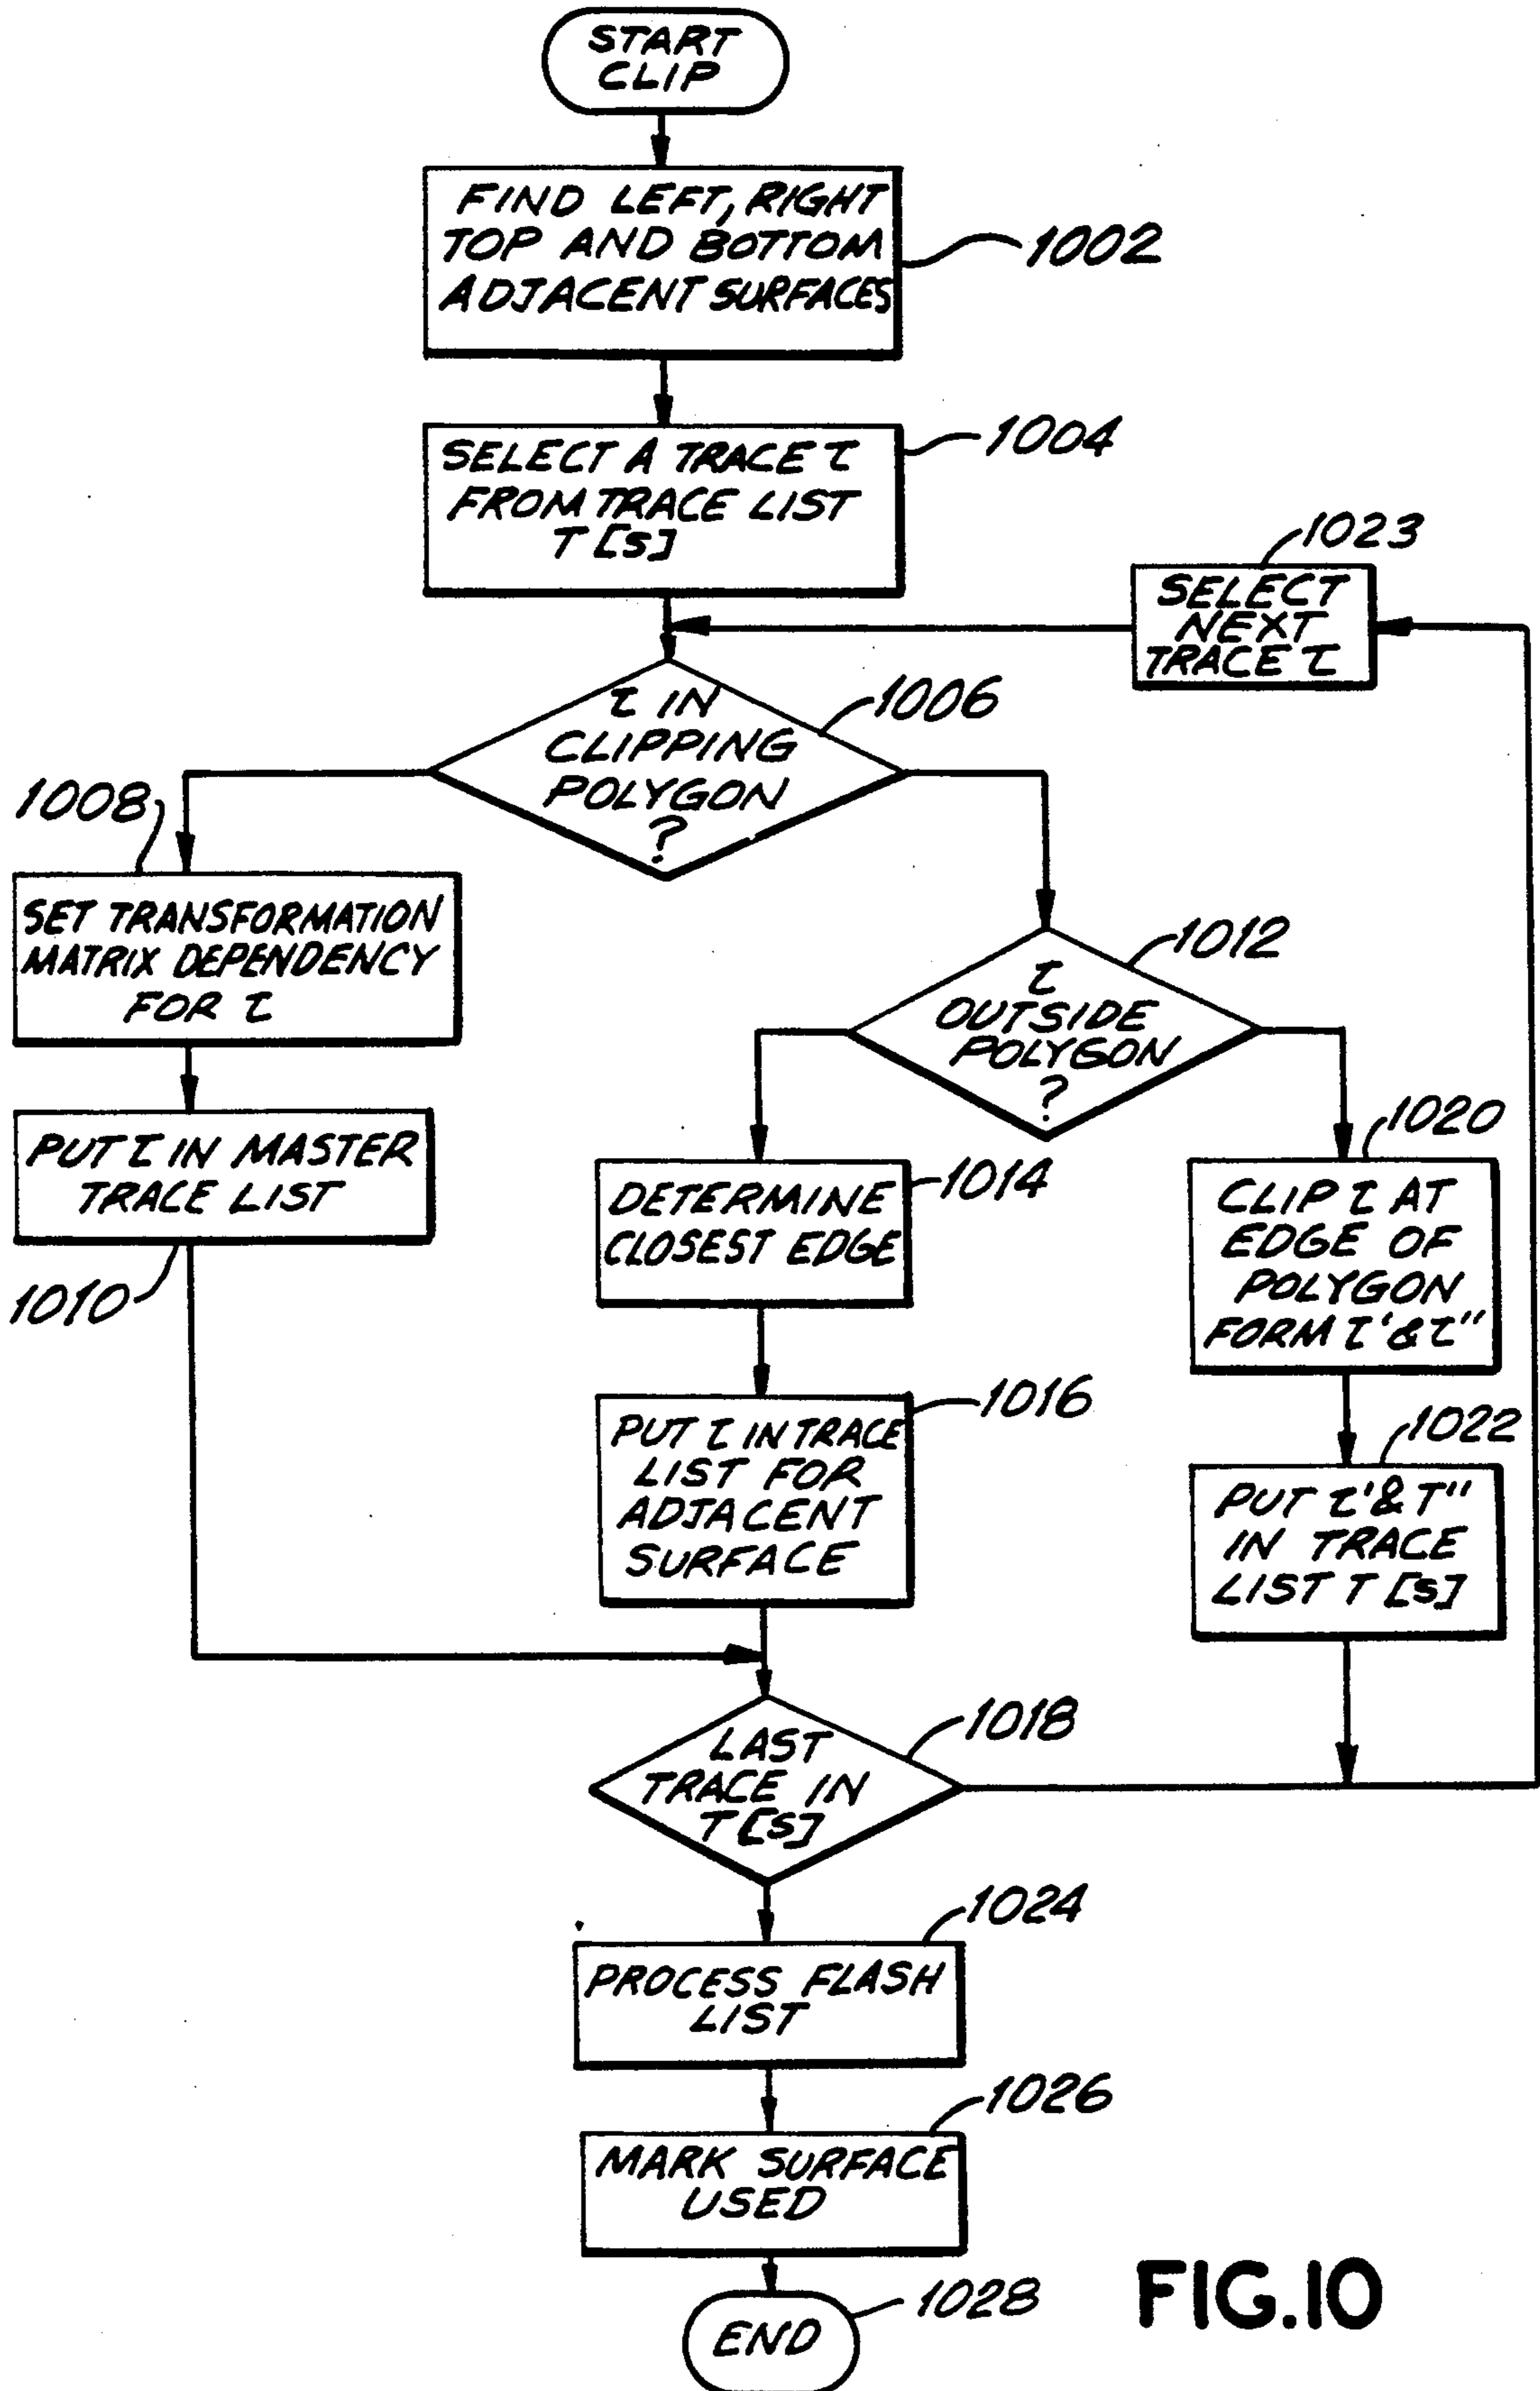 START
CLIP
FIND LEFT, RIGHT
TOP AND BOTTOM
ADJACENT SURFACES
1002
SELECT A TRACE τ
FROM TRACE LIST
T [S]
1004
1023
SELECT
NEXT
TRACE τ
τ IN
CLIPPING
POLYGON
?
1006
1008
SET TRANSFORMATION
MATRIX DEPENDENCY
FOR τ
1012
τ
OUTSIDE
POLYGON
?
PUT τ IN MASTER
TRACE LIST
1010
DETERMINE
CLOSEST EDGE
1014
1020
CLIP τ AT
EDGE OF
POLYGON
FORM τ' & τ"
PUT τ IN TRACE
LIST FOR
ADJACENT
SURFACE
1016
1022
PUT τ' & T"
IN TRACE
LIST T [S]
LAST
TRACE IN
T [S]
1018
1024
PROCESS FLASH
LIST
1026
MARK SURFACE
USED
END
1028
FIG.10